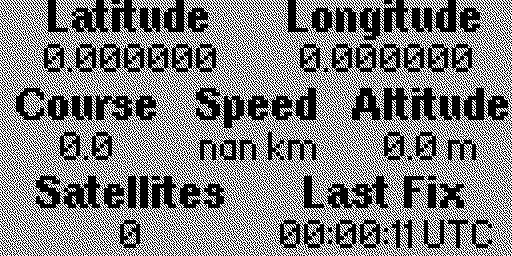 Latitude Longitude
0.000000 0.000000
Course Speed Altitude
0.0 nan km 0.0 m
Satellites Last Fix
0 00:00:11 UTC